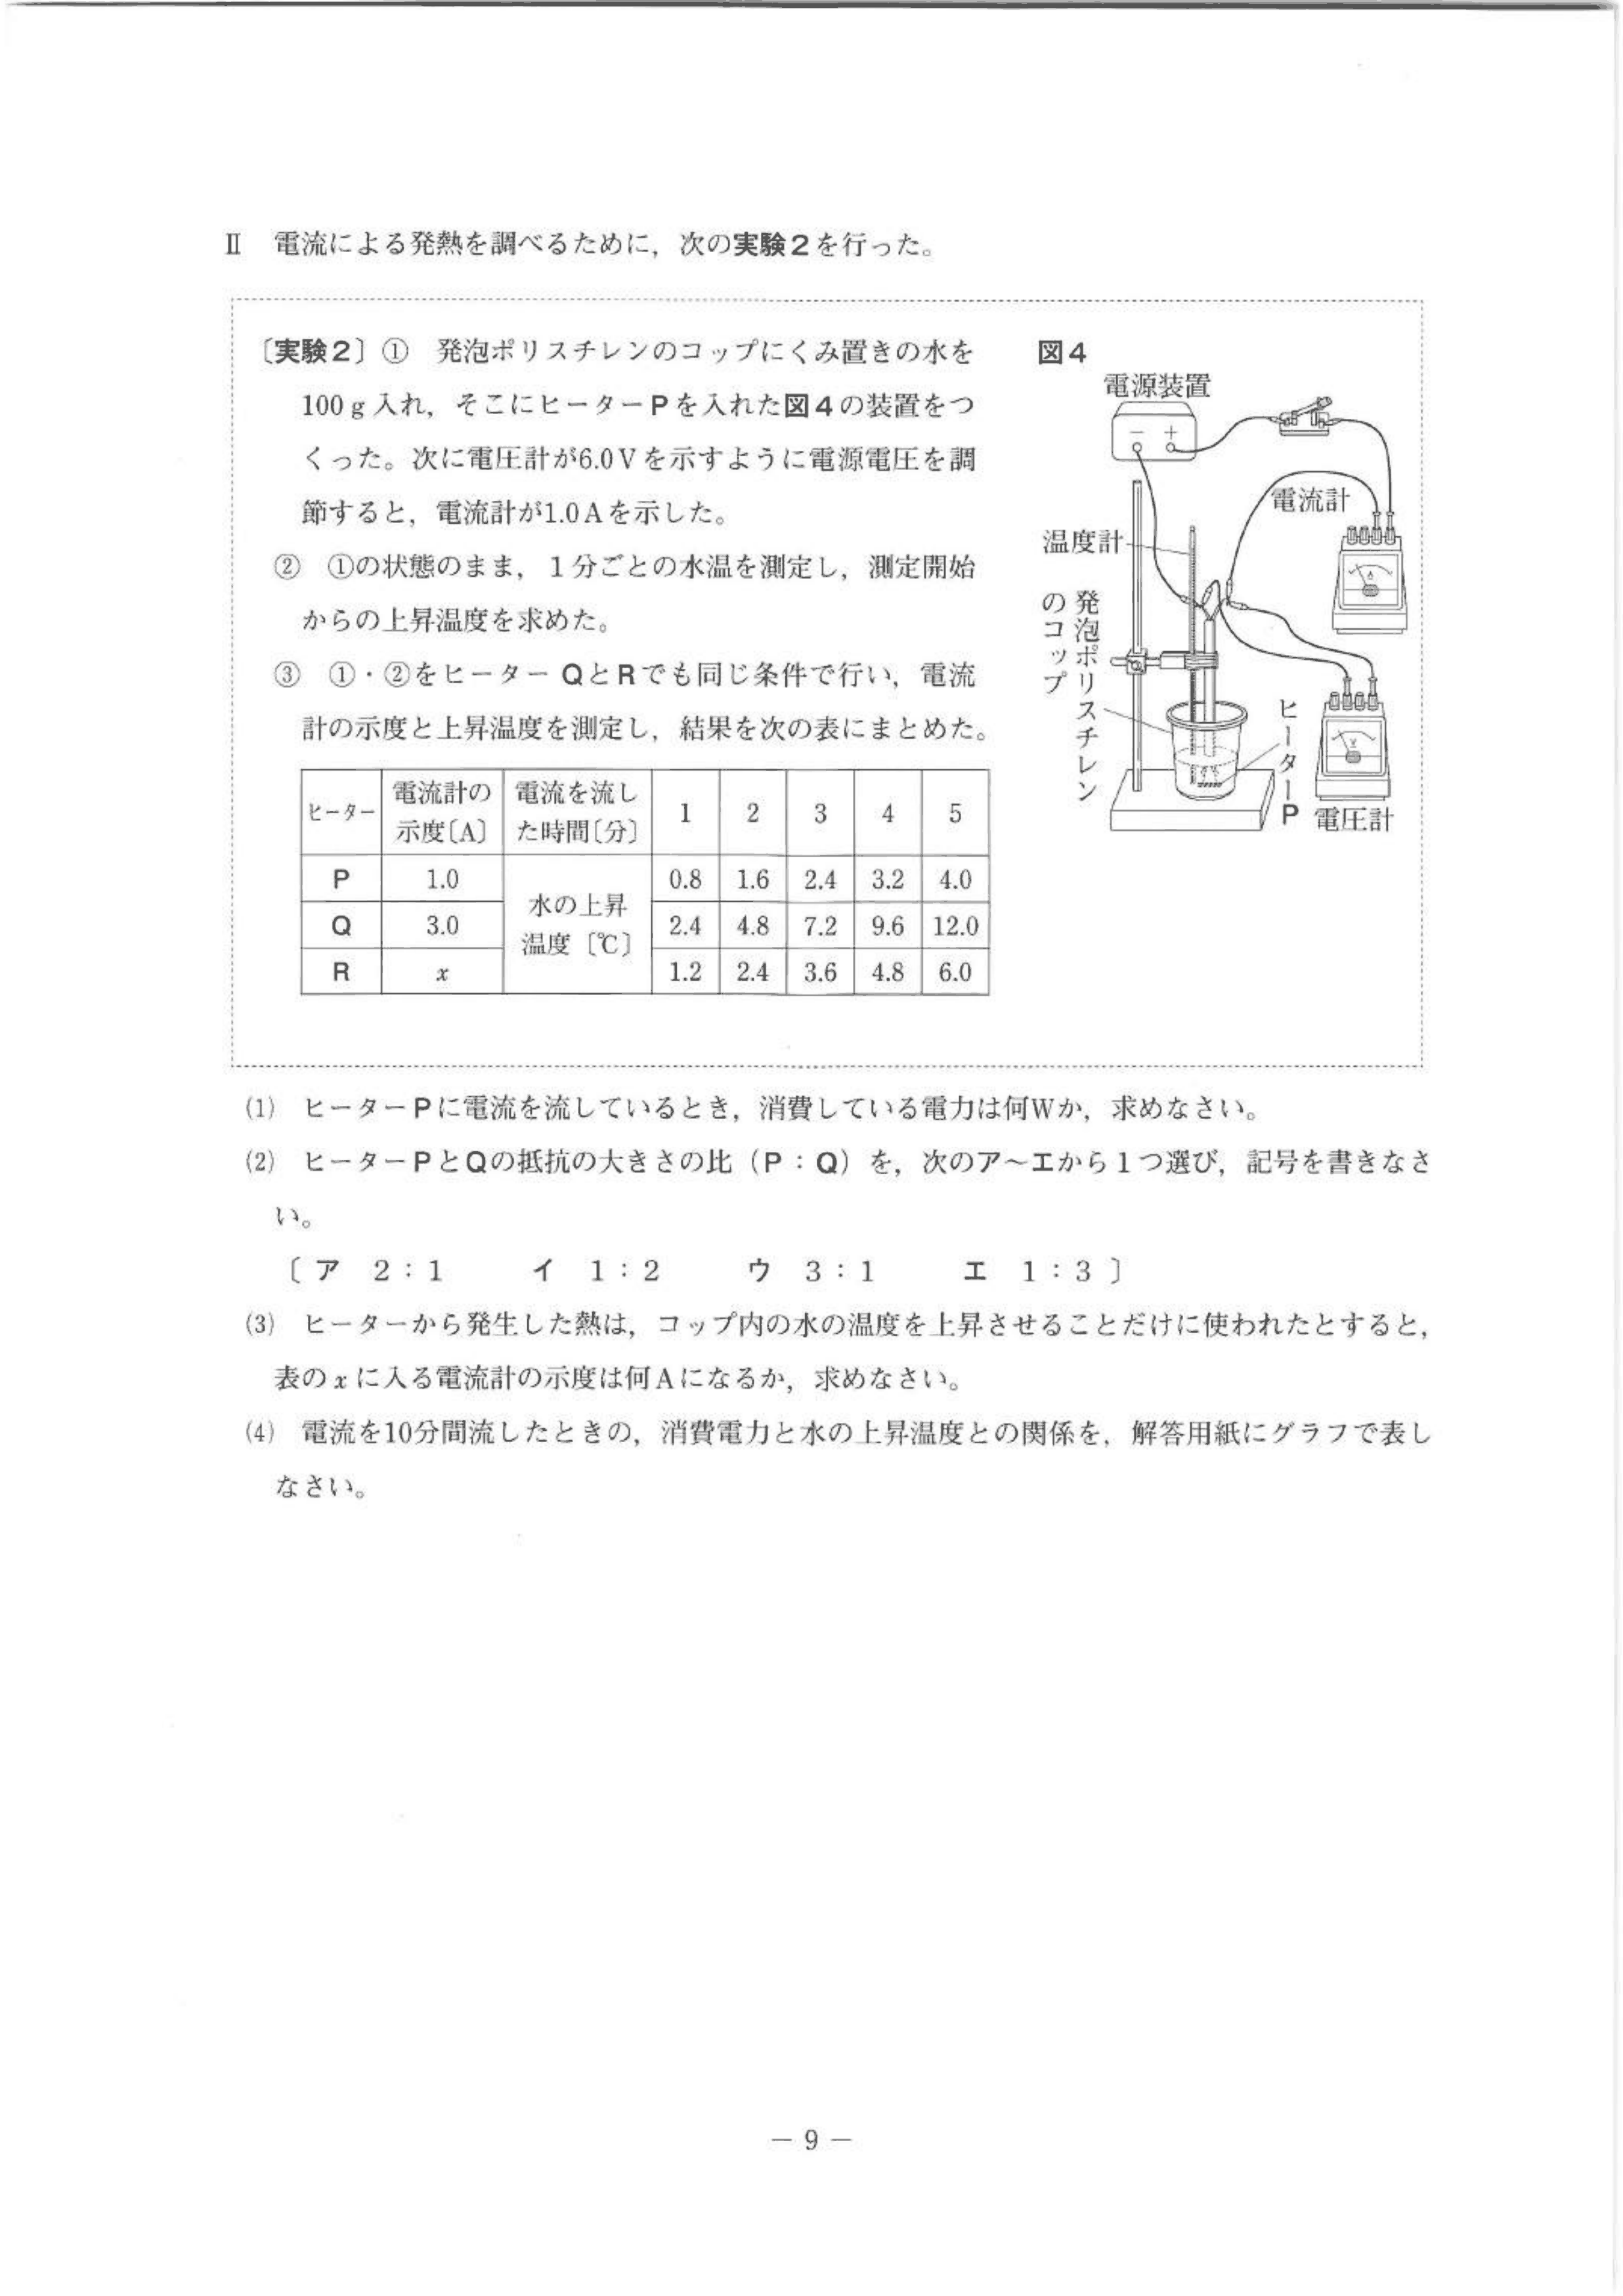 Ⅱ 電流による発熱を調べるために，次の実験２を行った。
〔実験２〕① 発泡ポリスチレンのコップにくみ置きの水を
100ｇ入れ，そこにヒーターＰを入れた図４の装置をつ
くった。次に電圧計が6.0Ｖを示すように電源電圧を調
節すると，電流計が1.0Ａを示した。
② ①の状態のまま，１分ごとの水温を測定し，測定開始
からの上昇温度を求めた。
③ ①・②をヒーターＱとＲでも同じ条件で行い，電流
計の示度と上昇温度を測定し，結果を次の表にまとめた。
図４
電源装置
－ ＋
電流計
A
温度計
発泡ポリスチレン
のコップ
ヒーターＰ
V
電圧計
ヒーター 電流計の示度〔A〕 電流を流した時間〔分〕 1 2 3 4 5
P 1.0 水の上昇温度〔℃〕 0.8 1.6 2.4 3.2 4.0
Q 3.0 2.4 4.8 7.2 9.6 12.0
R x 1.2 2.4 3.6 4.8 6.0
⑴ ヒーターＰに電流を流しているとき，消費している電力は何Wか，求めなさい。
⑵ ヒーターＰとＱの抵抗の大きさの比（Ｐ：Ｑ）を，次のア～エから１つ選び，記号を書きなさ
い。
〔 ア ２：１ イ １：２ ウ ３：１ エ １：３ 〕
⑶ ヒーターから発生した熱は，コップ内の水の温度を上昇させることだけに使われたとすると，
表のxに入る電流計の示度は何Ａになるか，求めなさい。
⑷ 電流を10分間流したときの，消費電力と水の上昇温度との関係を，解答用紙にグラフで表し
なさい。
－ 9 －